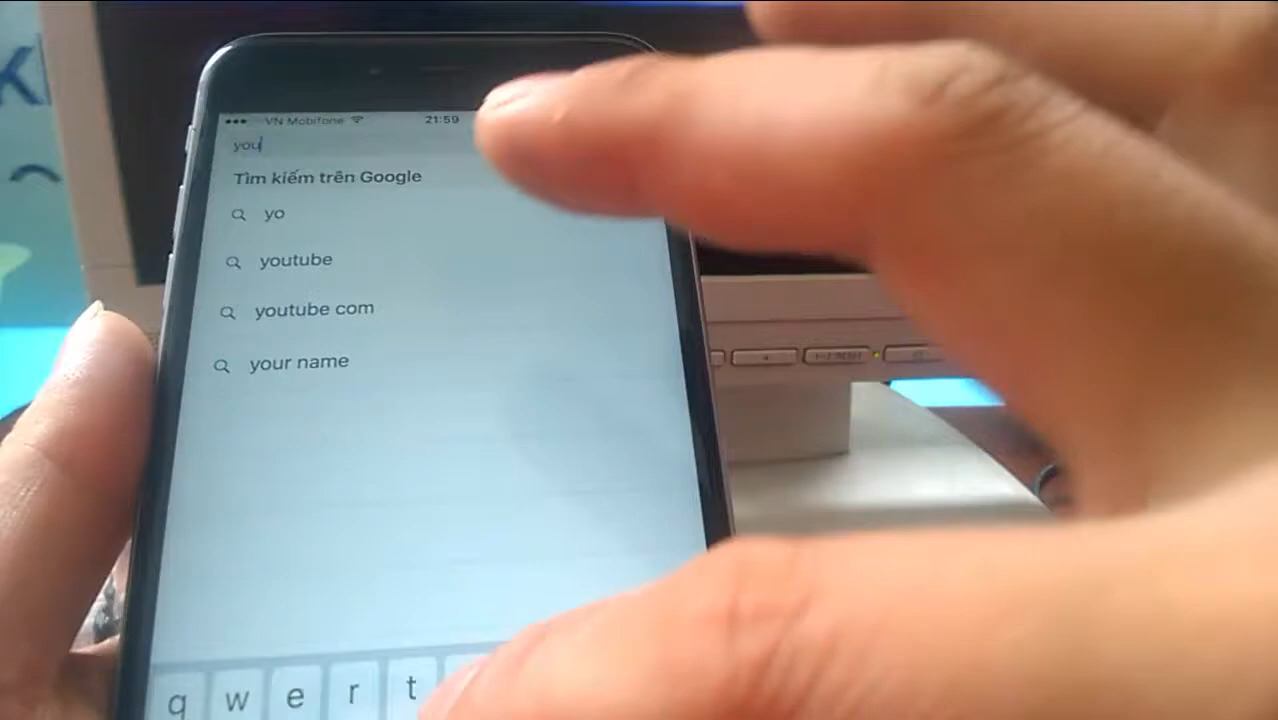 VN Mobifone 21:59
you
Tìm kiếm trên Google
yo
youtube
youtube com
your name
q w e r t